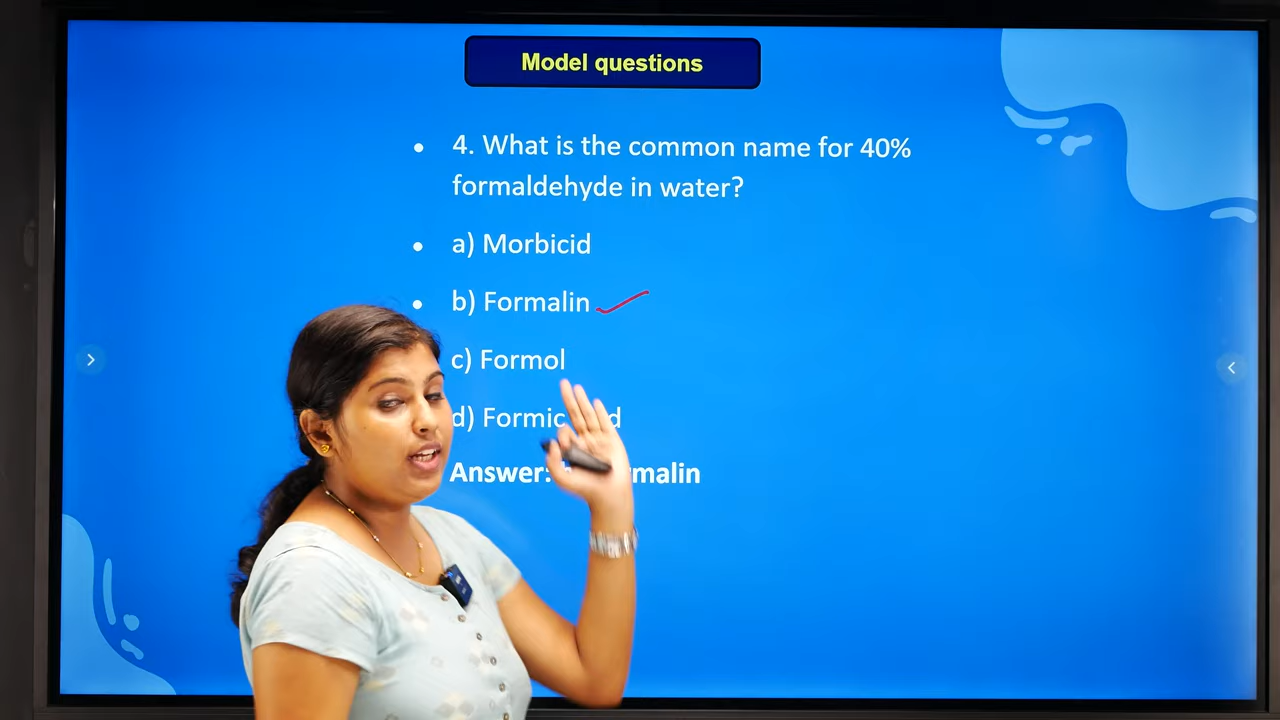 Model questions
4. What is the common name for 40%
formaldehyde in water?
a) Morbicid
b) Formalin
c) Formol
d) Formic
Answer: